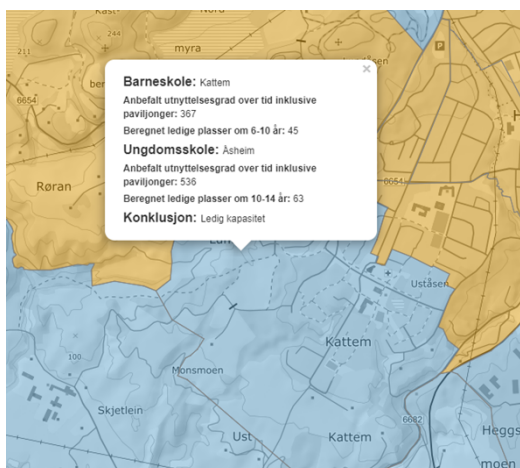 244
myra
211
P
6654
Røran
Barneskole: Kattem
Anbefalt utnyttelsesgrad over tid inklusive
paviljonger: 367
Beregnet ledige plasser om 6-10 år: 45
Ungdomsskole: Åsheim
Anbefalt utnyttelsesgrad over tid inklusive
paviljonger: 536
Beregnet ledige plasser om 10-14 år: 63
Konklusjon: Ledig kapasitet
×
6654
Uståsen
Kattem
100
Monsmoen
Skjetlein
6682
Ust
Kattem
Heggs
moen